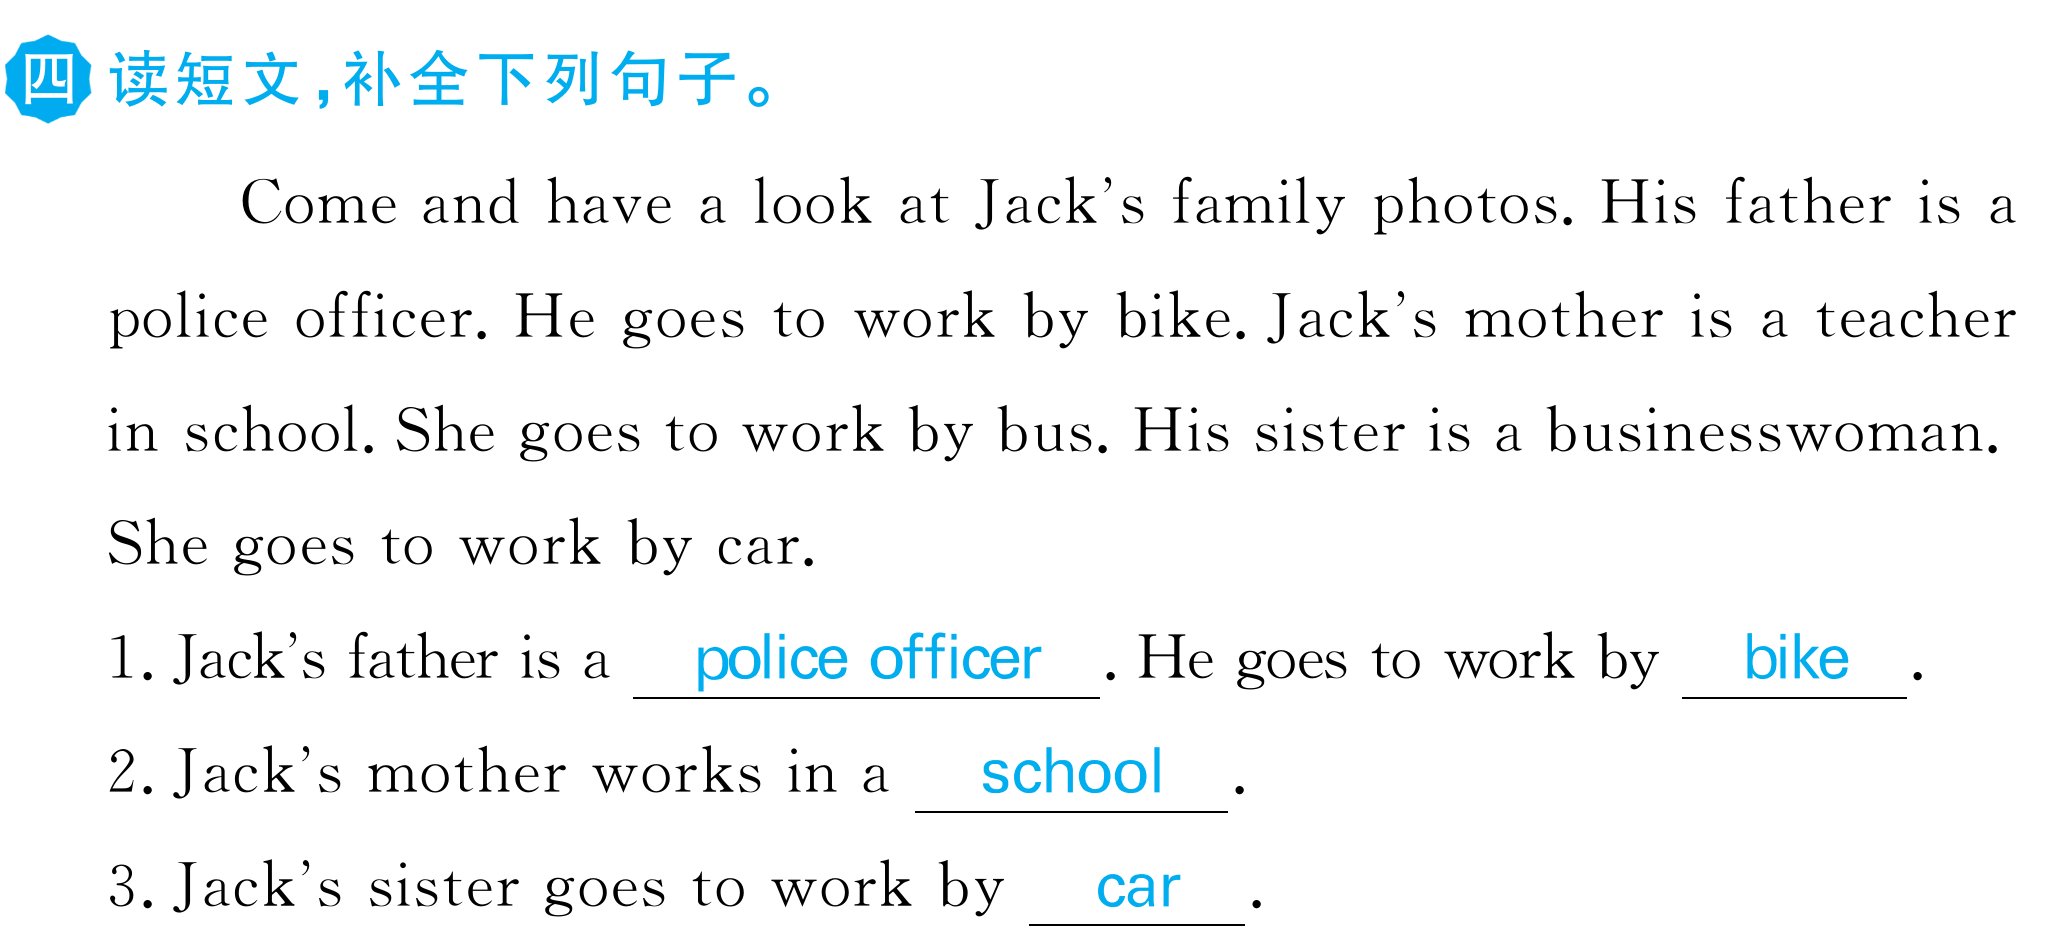 四 读短文,补全下列句子。
Come and have a look at Jack's family photos. His father is a
police officer. He goes to work by bike. Jack's mother is a teacher
in school. She goes to work by bus. His sister is a businesswoman.
She goes to work by car.
1. Jack's father is a police officer. He goes to work by bike.
2. Jack's mother works in a school.
3. Jack's sister goes to work by car.